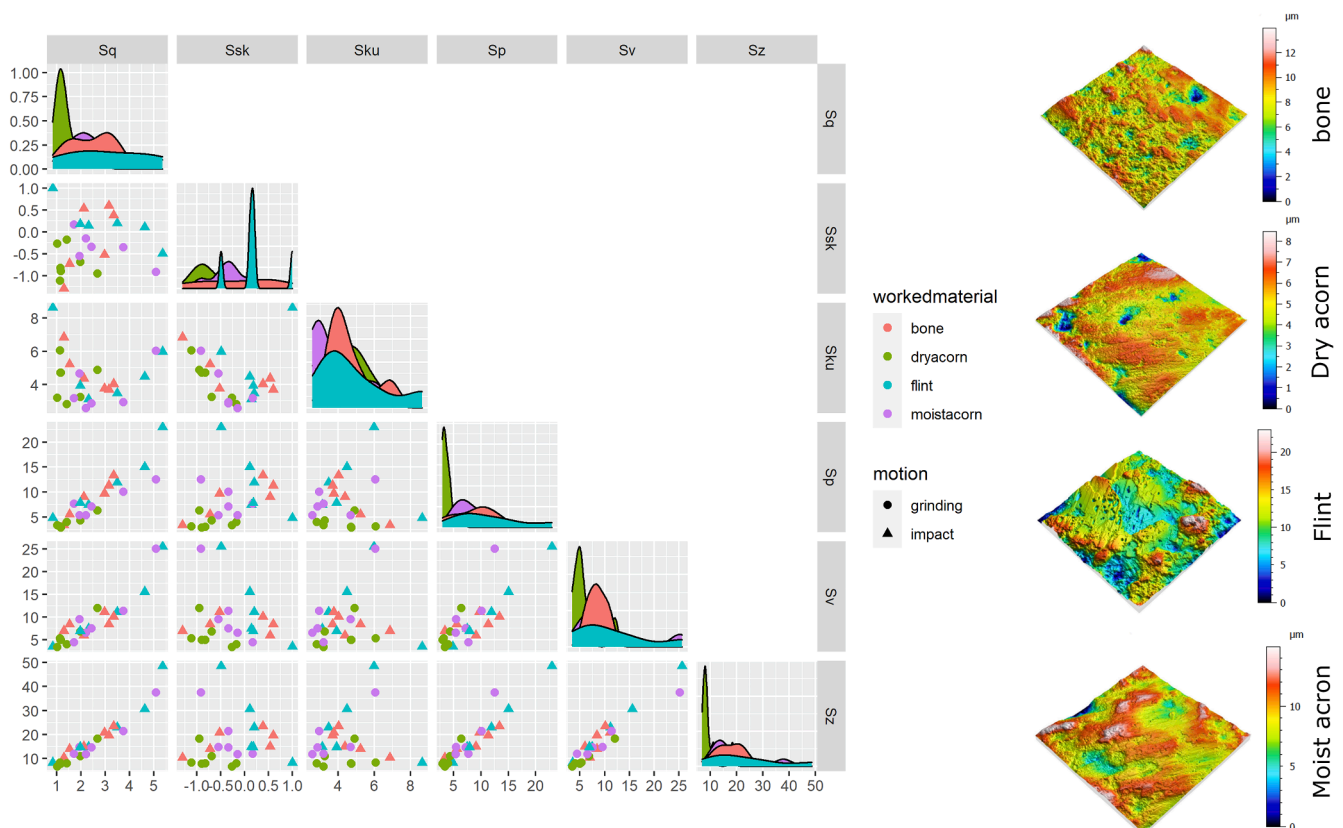 Sq Ssk Sku Sp Sv Sz
1.00
0.75
0.50
0.25
0.00
Sq
1.0
0.5
0.0
-0.5
-1.0
Ssk
8
6
4
Sku
20
15
10
5
Sp
25
20
15
10
5
Sv
50
40
30
20
10
Sz
1 2 3 4 5
-1.0 -0.5 0.0 0.5 1.0
4 6 8
5 10 15 20
5 10 15 20 25
10 20 30 40 50
workedmaterial
bone
dryacorn
flint
moistacorn
motion
grinding
impact
µm
12
10
8
6
4
2
0
bone
µm
8
7
6
5
4
3
2
1
0
Dry acorn
µm
20
15
10
5
0
Flint
µm
10
5
0
Moist acron